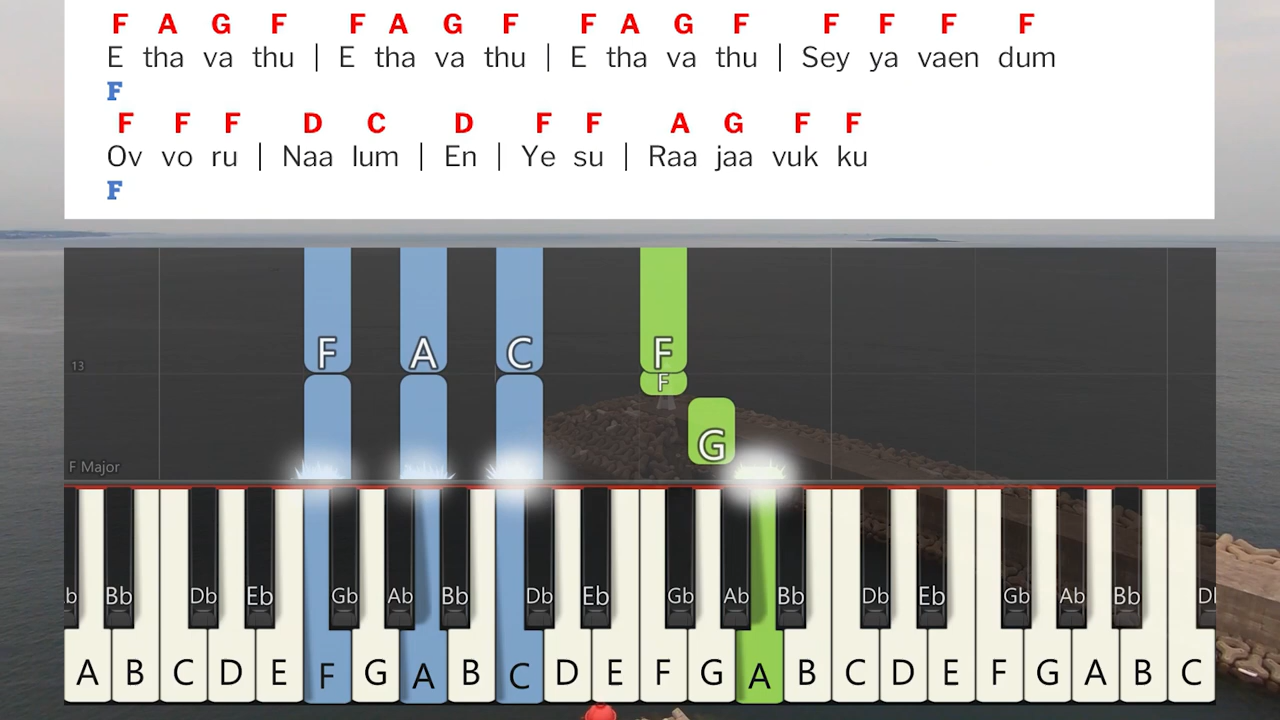 F A G F F A G F F A G F F F F F
E tha va thu | E tha va thu | E tha va thu | Sey ya vaen dum
F
F F F D C D F F A G F F
Ov vo ru | Naa lum | En | Ye su | Raa jaa vuk ku
F
F A C F
13 F
G
F Major
b Bb Db Eb Gb Ab Bb Db Eb Gb Ab Bb Db Eb Gb Ab Bb D
A B C D E F G A B C D E F G A B C D E F G A B C